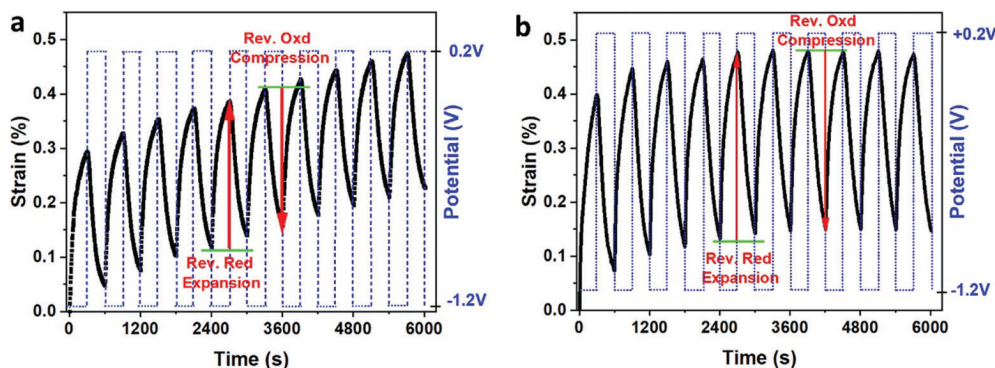 a
Rev. Oxd
Compression
Rev. Red
Expansion
Strain (%)
0.5
0.4
0.3
0.2
0.1
0.0
0 1200 2400 3600 4800 6000
Time (s)
0.2V
-1.2V
Potential (V)
b
Rev. Oxd
Compression
Rev. Red
Expansion
Strain (%)
0.5
0.4
0.3
0.2
0.1
0.0
0 1200 2400 3600 4800 6000
Time (s)
+0.2V
-1.2V
Potential (V)